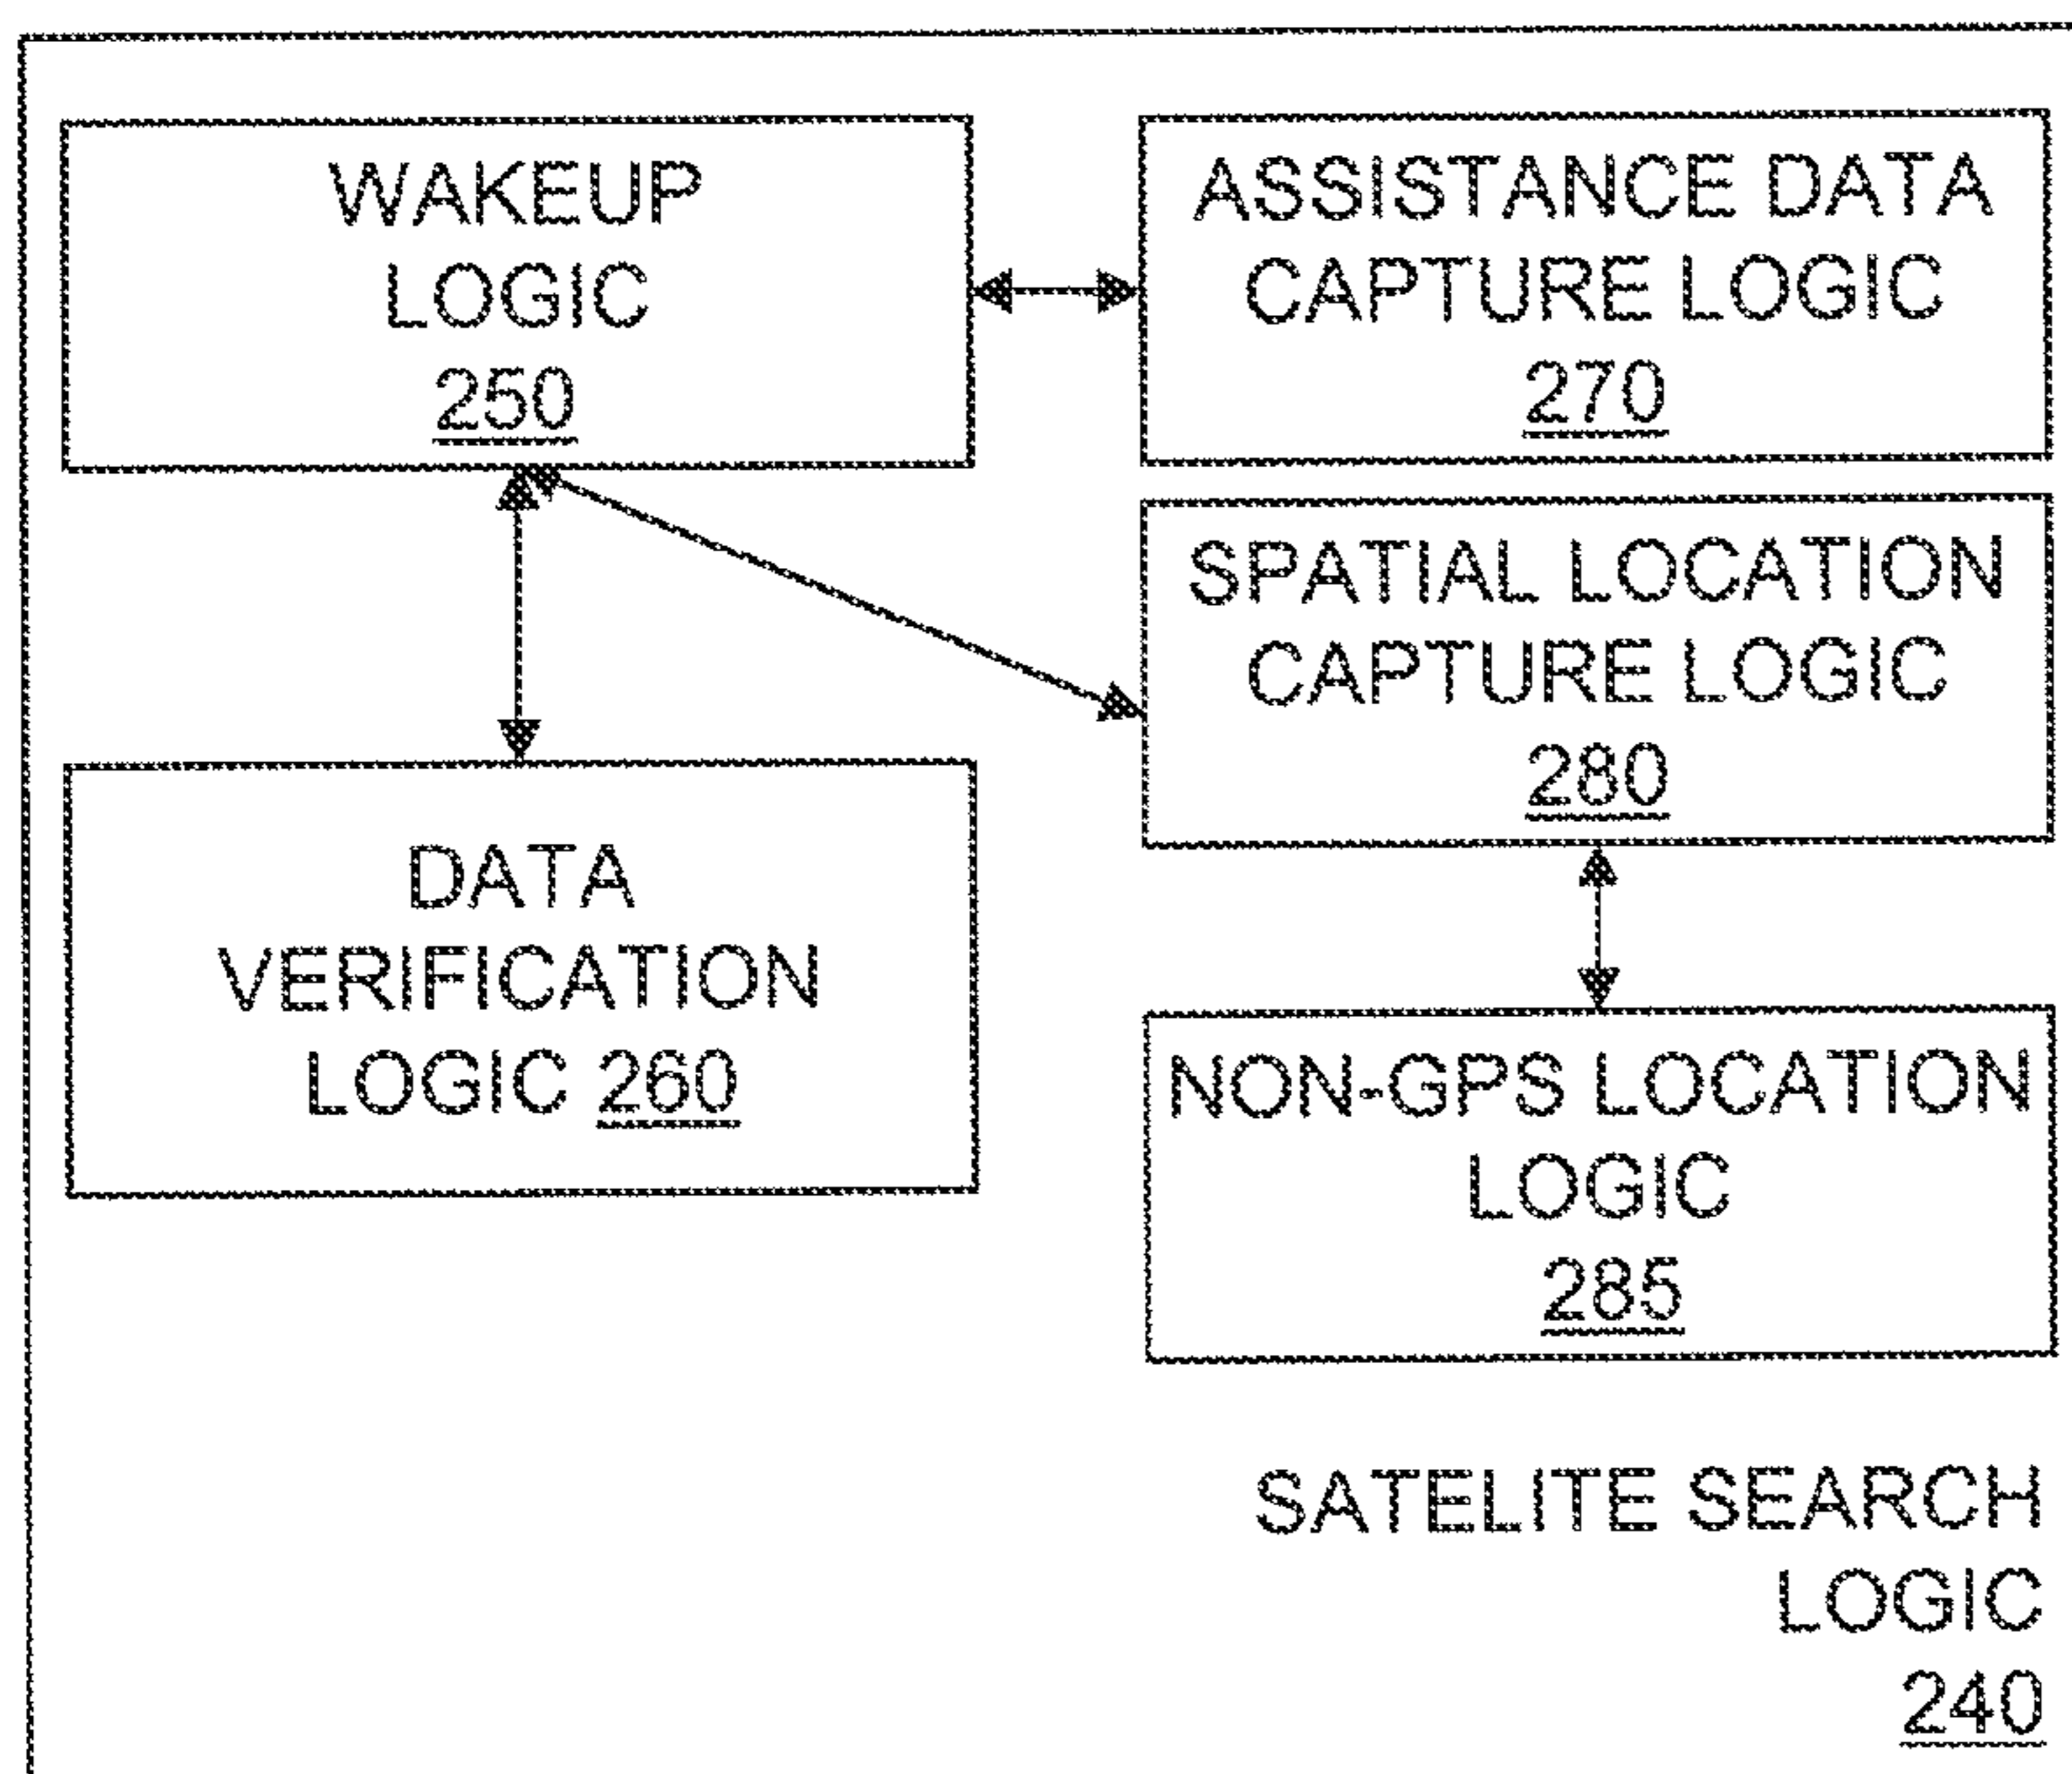 WAKEUP
LOGIC
250
ASSISTANCE DATA
CAPTURE LOGIC
270
SPATIAL LOCATION
CAPTURE LOGIC
280
DATA
VERIFICATION
LOGIC 260
NON-GPS LOCATION
LOGIC
285
SATELITE SEARCH
LOGIC
240